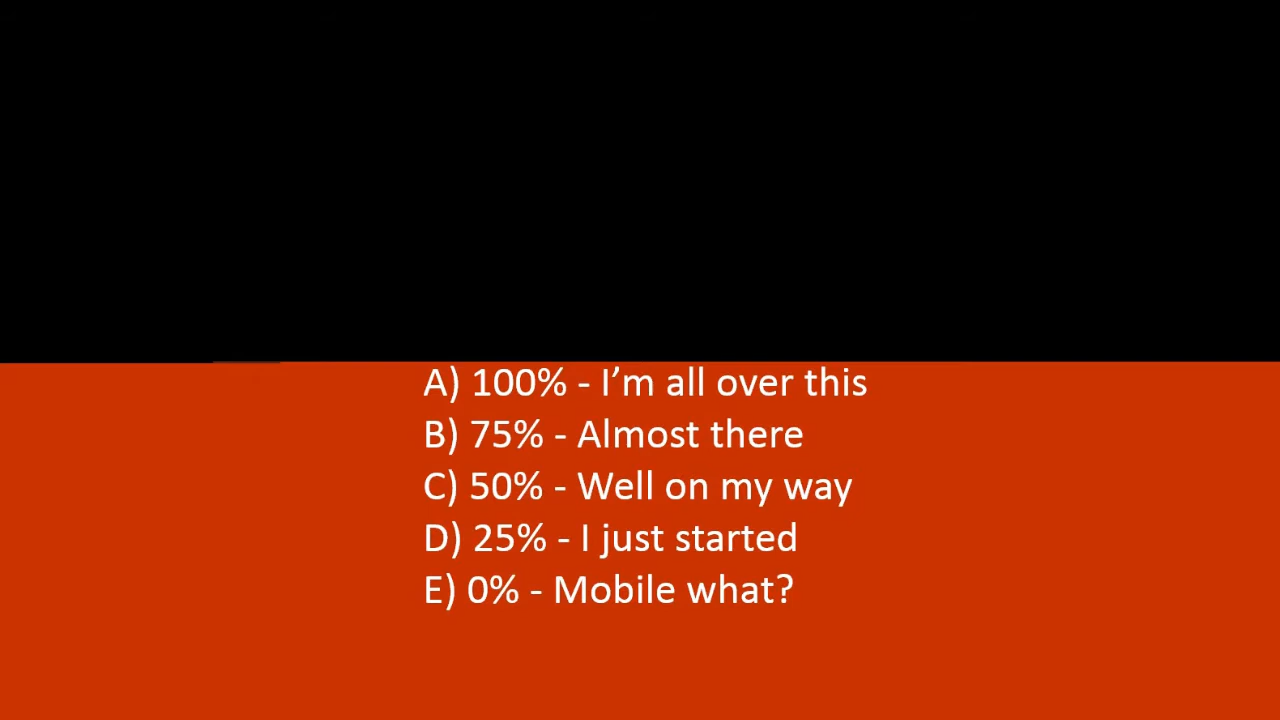 A) 100% - I’m all over this
B) 75% - Almost there
C) 50% - Well on my way
D) 25% - I just started
E) 0% - Mobile what?